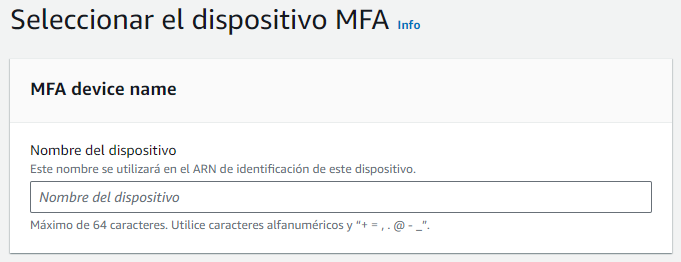 Seleccionar el dispositivo MFA Info
MFA device name
Nombre del dispositivo
Este nombre se utilizará en el ARN de identificación de este dispositivo.
Nombre del dispositivo
Máximo de 64 caracteres. Utilice caracteres alfanuméricos y “+ = , . @ - _”.